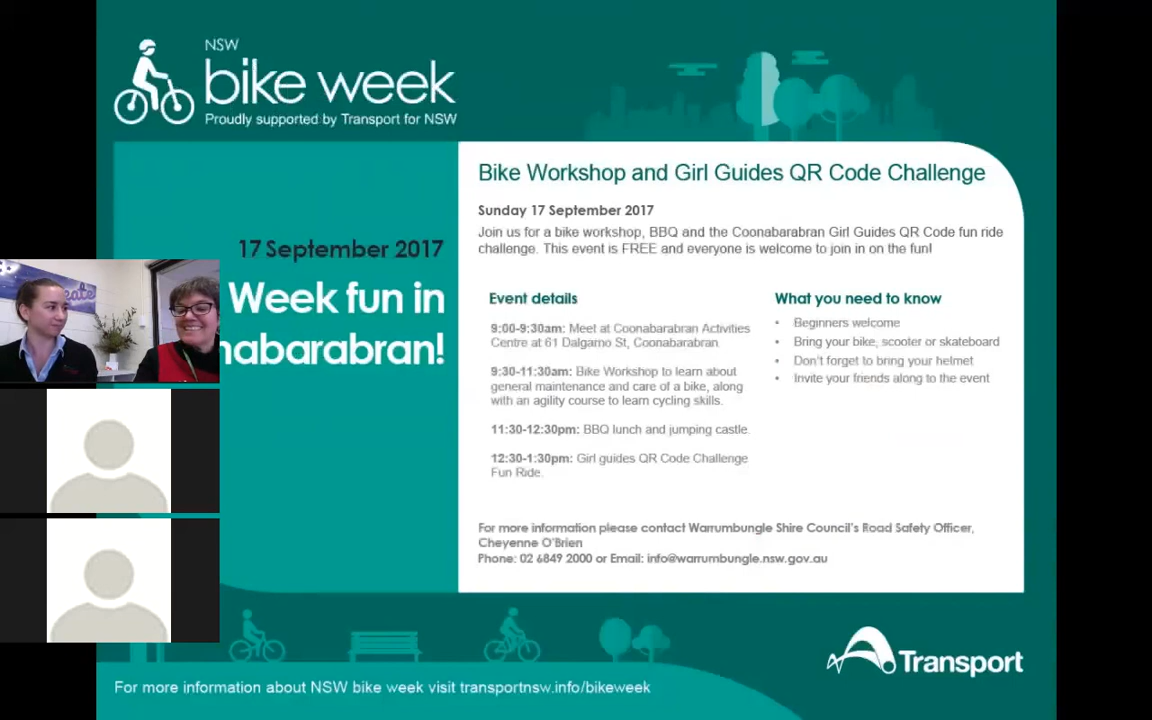 NSW
bike week
Proudly supported by Transport for NSW
17 September 2017
Week fun in
nabarabran!
Bike Workshop and Girl Guides QR Code Challenge
Sunday 17 September 2017
Join us for a bike workshop, BBQ and the Coonabarabran Girl Guides QR Code fun ride
challenge. This event is FREE and everyone is welcome to join in on the fun!
Event details
9:00-9:30am: Meet at Coonabarabran Activities
Centre at 61 Dalgarno St, Coonabarabran
9:30-11:30am: Bike Workshop to learn about
general maintenance and care of a bike, along
with an agility course to learn cycling skills.
11:30-12:30pm: BBQ lunch and jumping castle.
12:30-1:30pm: Girl guides QR Code Challenge
Fun Ride.
What you need to know
• Beginners welcome
• Bring your bike, scooter or skateboard
• Don't forget to bring your helmet
• Invite your friends along to the event
For more information please contact Warrumbungle Shire Council's Road Safety Officer,
Cheyenne O'Brien
Phone: 02 6849 2000 or Email: info@warrumbungle.nsw.gov.au
Transport
For more information about NSW bike week visit transportnsw.info/bikeweek